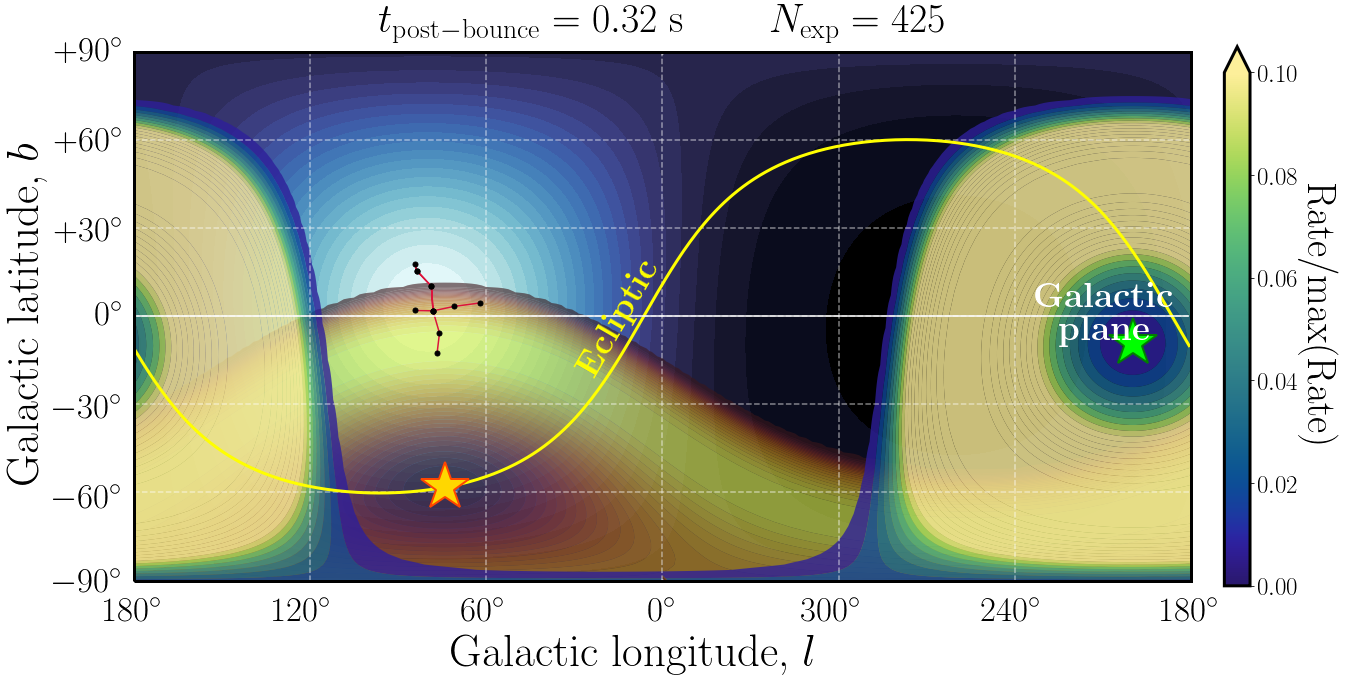 t_post−bounce = 0.32 s N_exp = 425
+90°
+60°
+30°
0°
−30°
−60°
−90°
Galactic latitude, b
Ecliptic
Galactic
plane
180°
120°
60°
0°
300°
240°
180°
Galactic longitude, l
0.10
0.08
0.06
0.04
0.02
0.00
Rate/max(Rate)